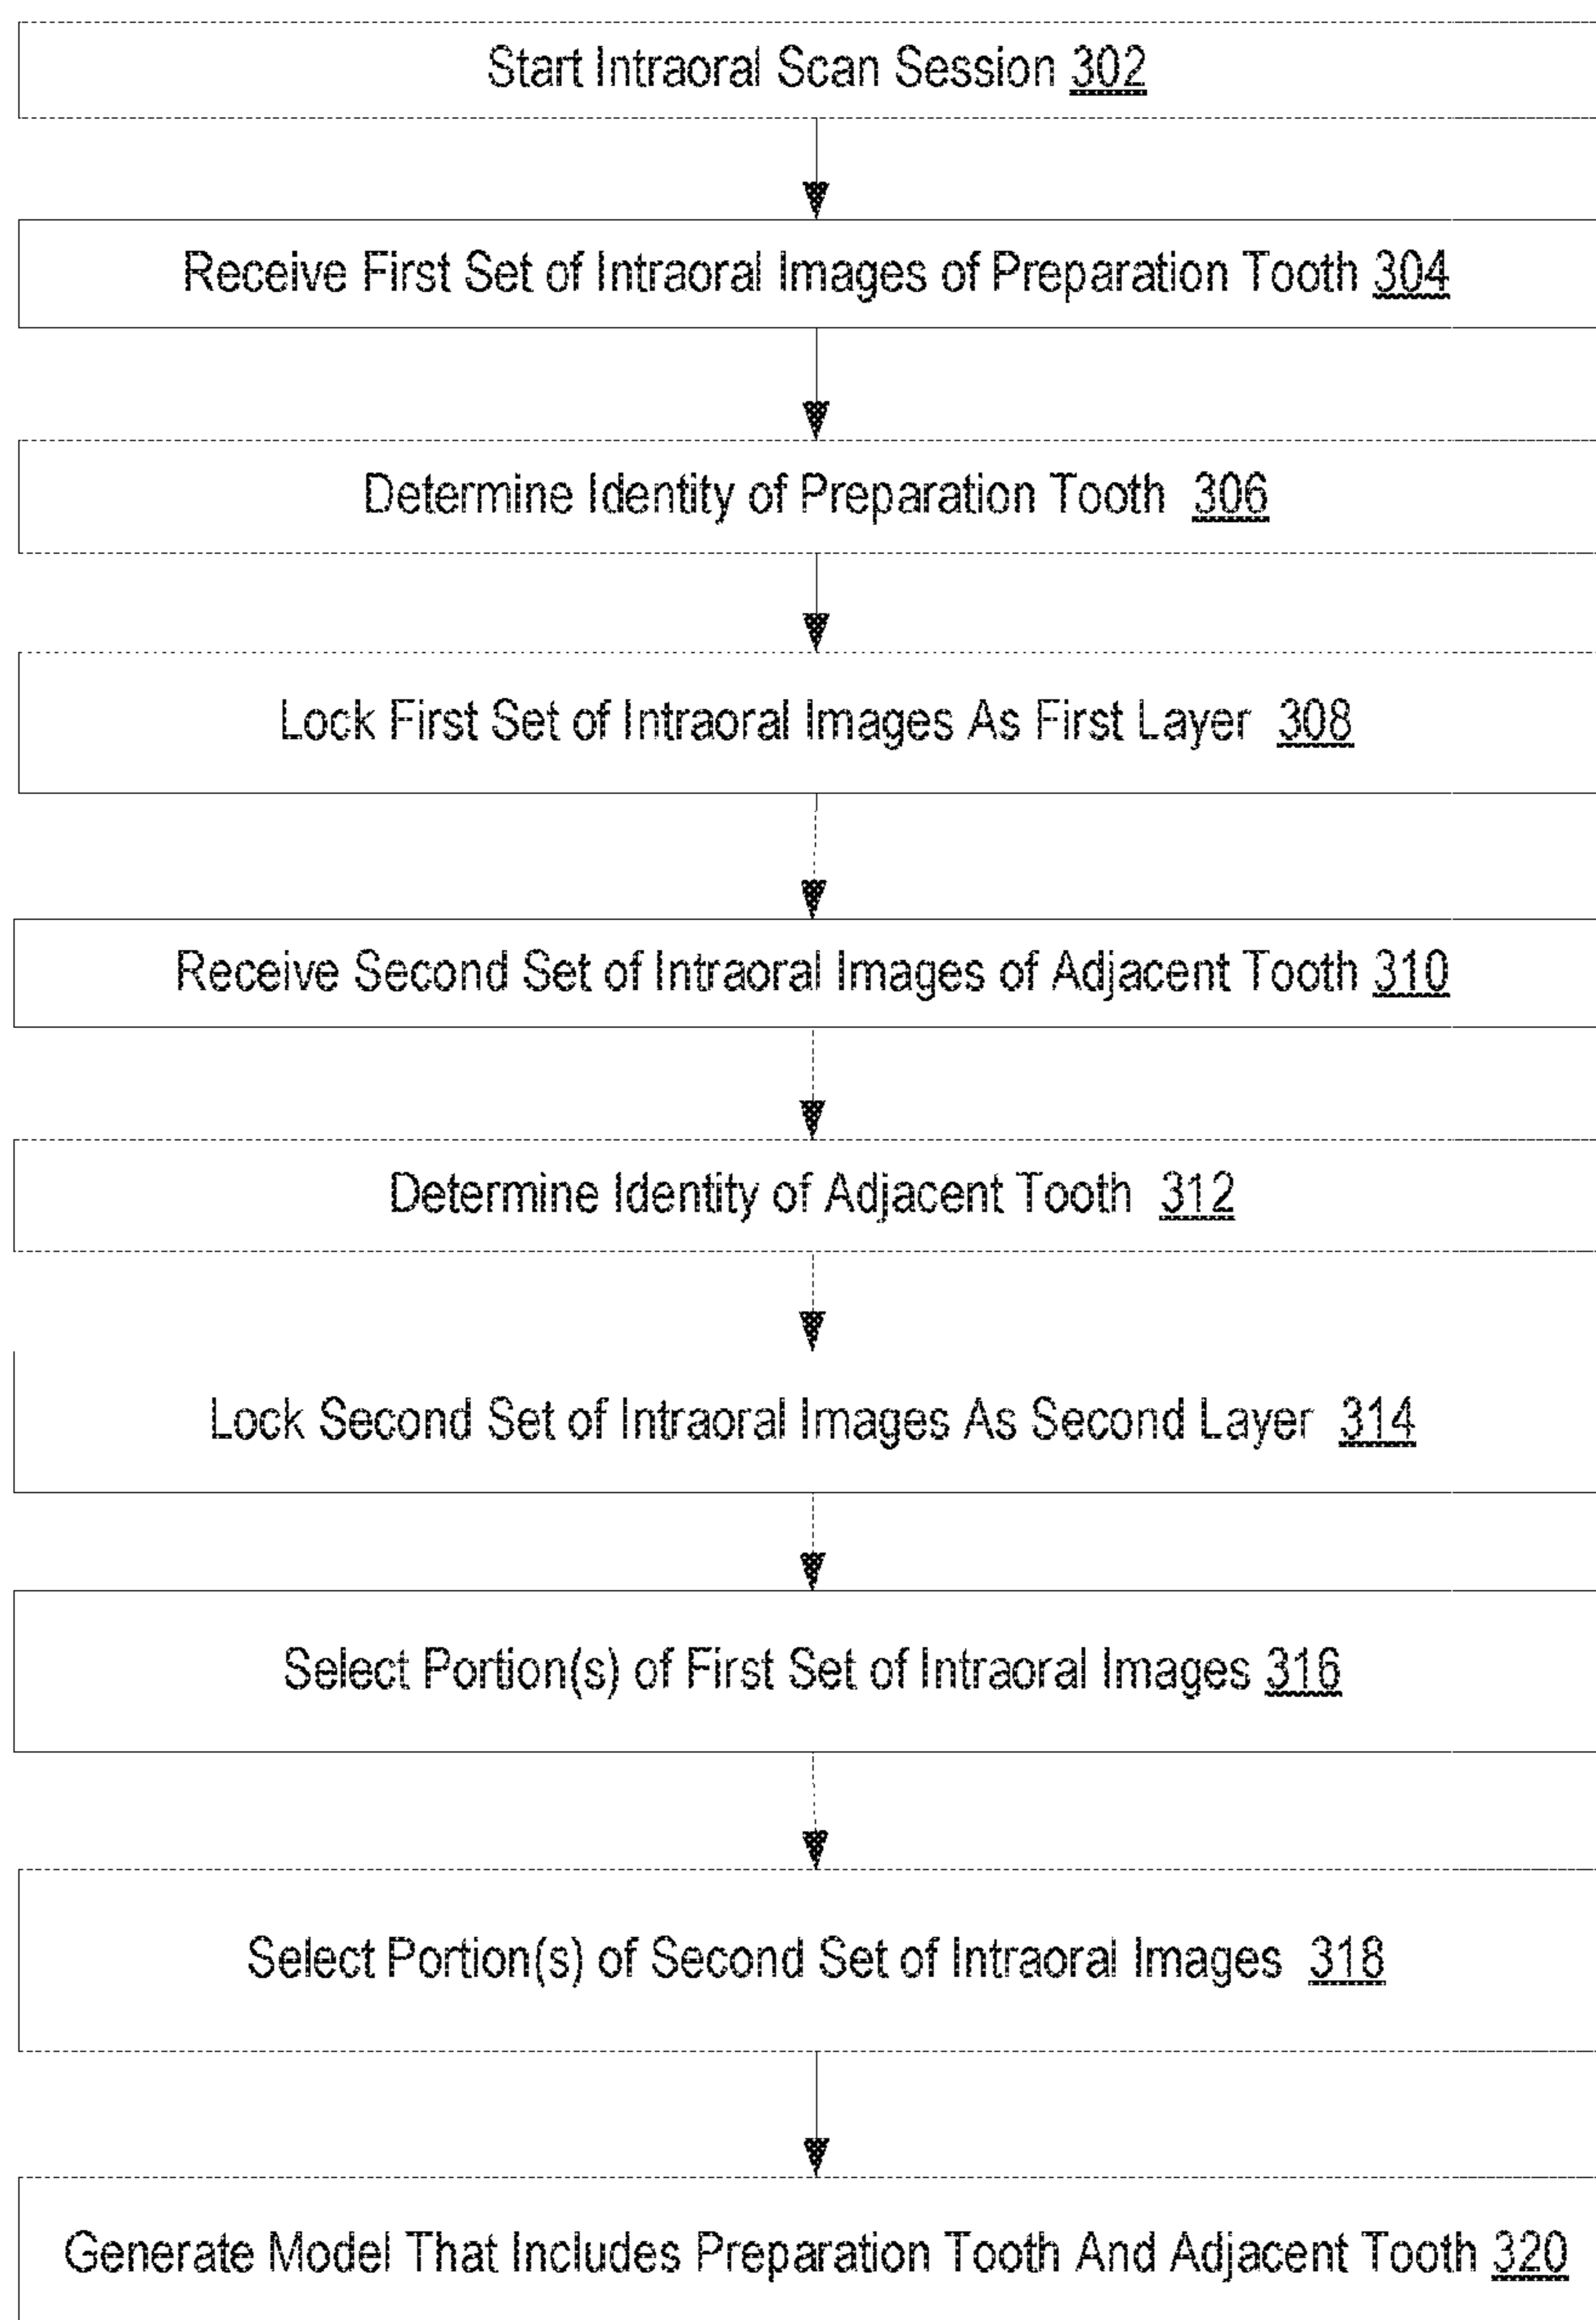 Start Intraoral Scan Session 302
Receive First Set of Intraoral Images of Preparation Tooth 304
Determine Identity of Preparation Tooth 306
Lock First Set of Intraoral Images As First Layer 308
Receive Second Set of Intraoral Images of Adjacent Tooth 310
Determine Identity of Adjacent Tooth 312
Lock Second Set of Intraoral Images As Second Layer 314
Select Portion(s) of First Set of Intraoral Images 316
Select Portion(s) of Second Set of Intraoral Images 318
Generate Model That Includes Preparation Tooth And Adjacent Tooth 320